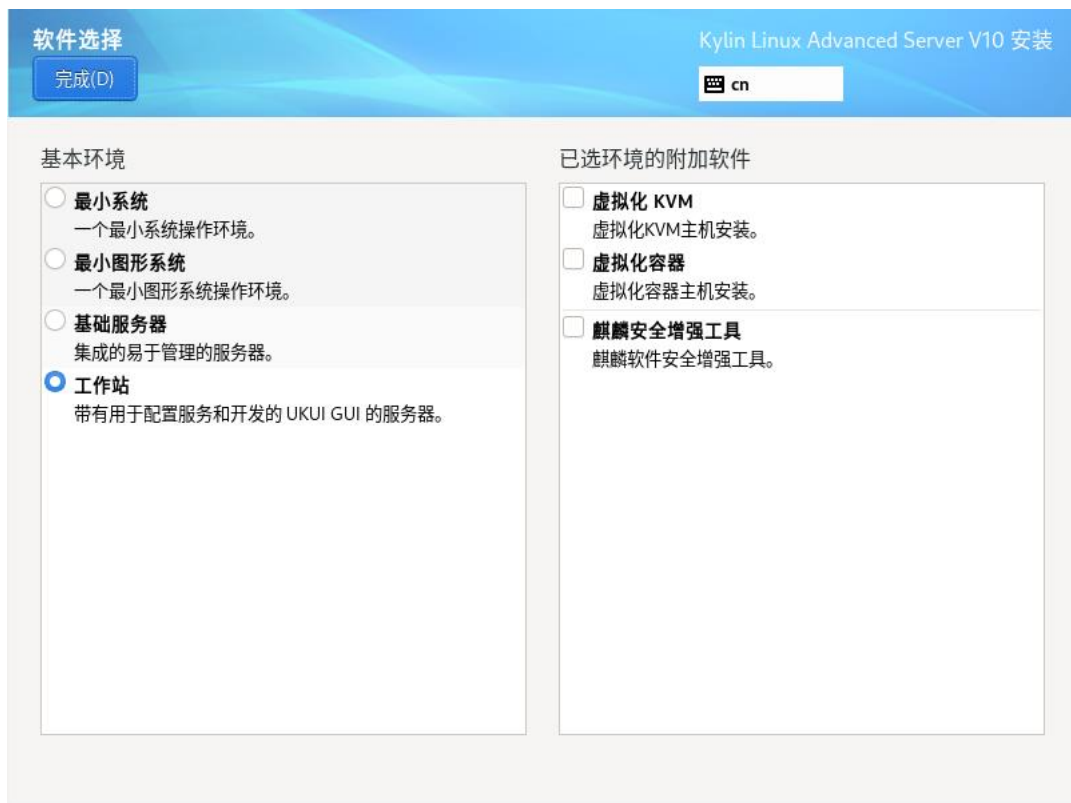 软件选择
Kylin Linux Advanced Server V10 安装
完成(D)
cn
基本环境
最小系统
一个最小系统操作环境。
最小图形系统
一个最小图形系统操作环境。
基础服务器
集成的易于管理的服务器。
工作站
带有用于配置服务和开发的 UKUI GUI 的服务器。
已选环境的附加软件
虚拟化 KVM
虚拟化KVM主机安装。
虚拟化容器
虚拟化容器主机安装。
麒麟安全增强工具
麒麟软件安全增强工具。